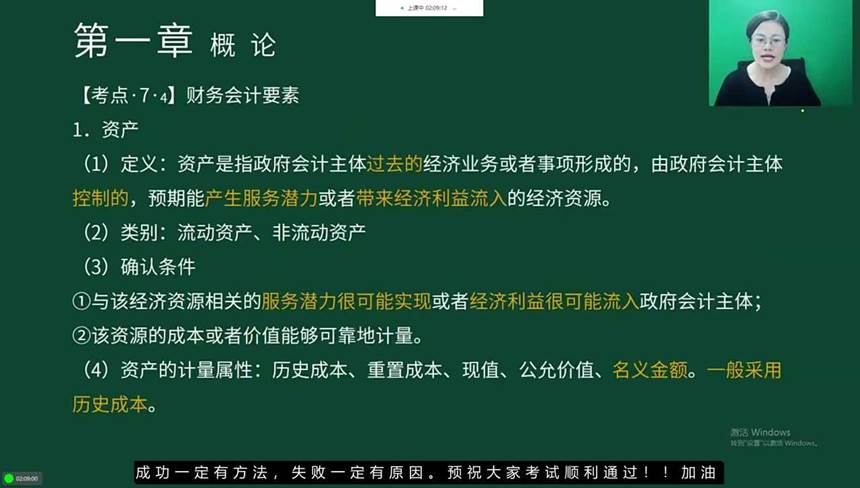 上课中 02:09:12
第一章 概 论
【考点·7·4】财务会计要素
1．资产
（1）定义：资产是指政府会计主体过去的经济业务或者事项形成的，由政府会计主体
控制的，预期能产生服务潜力或者带来经济利益流入的经济资源。
（2）类别：流动资产、非流动资产
（3）确认条件
①与该经济资源相关的服务潜力很可能实现或者经济利益很可能流入政府会计主体；
②该资源的成本或者价值能够可靠地计量。
（4）资产的计量属性：历史成本、重置成本、现值、公允价值、名义金额。一般采用
历史成本。
激活 Windows
转到"设置"以激活 Windows。
成功一定有方法，失败一定有原因。预祝大家考试顺利通过！！加油
02:09:00